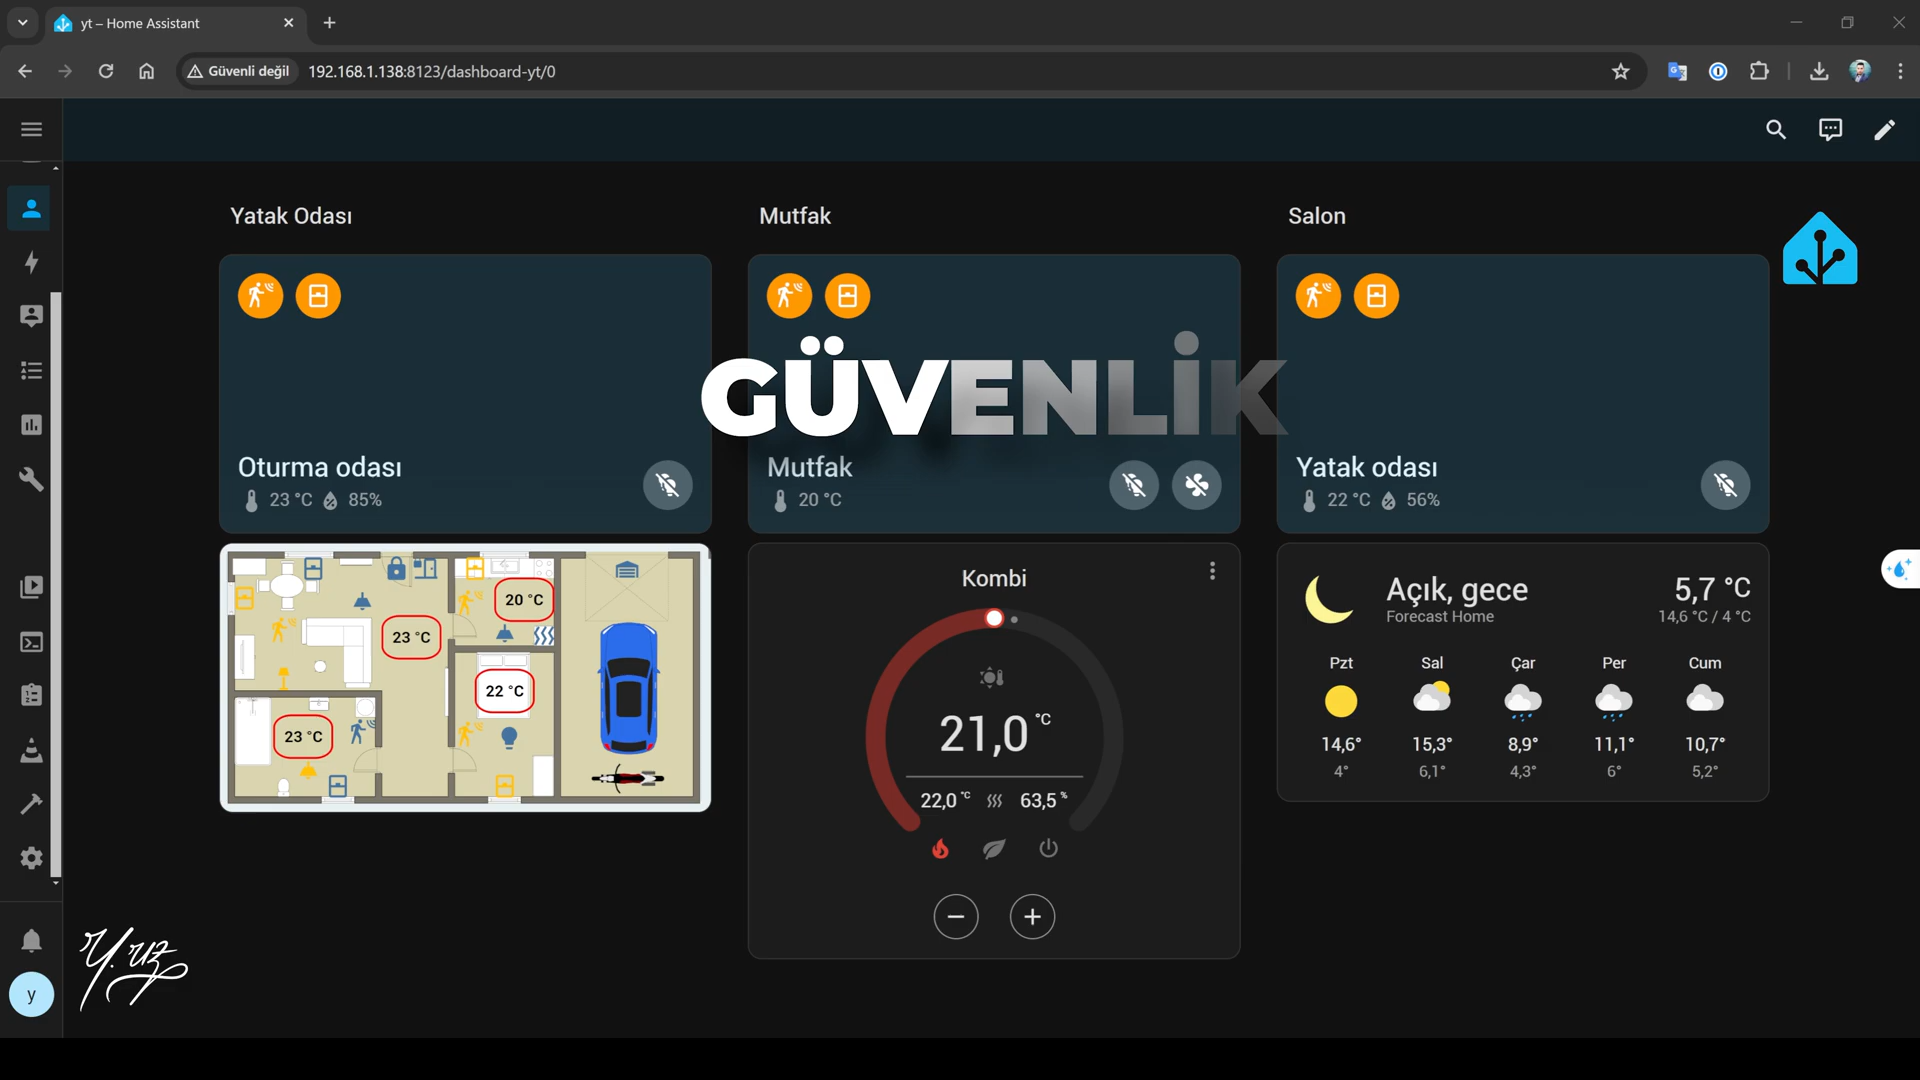 yt – Home Assistant
Güvenli değil
192.168.1.138:8123/dashboard-yt/0
Yatak Odası
Mutfak
Salon
GÜVENLİK
Oturma odası
23 °C 85%
Mutfak
20 °C
Yatak odası
22 °C 56%
20 °C
23 °C
22 °C
23 °C
Kombi
21,0 °C
22,0 °C 63,5 %
Açık, gece
Forecast Home
5,7 °C
14,6 °C / 4 °C
Pzt Sal Çar Per Cum
14,6° 15,3° 8,9° 11,1° 10,7°
4° 6,1° 4,3° 6° 5,2°
Y.uz
y